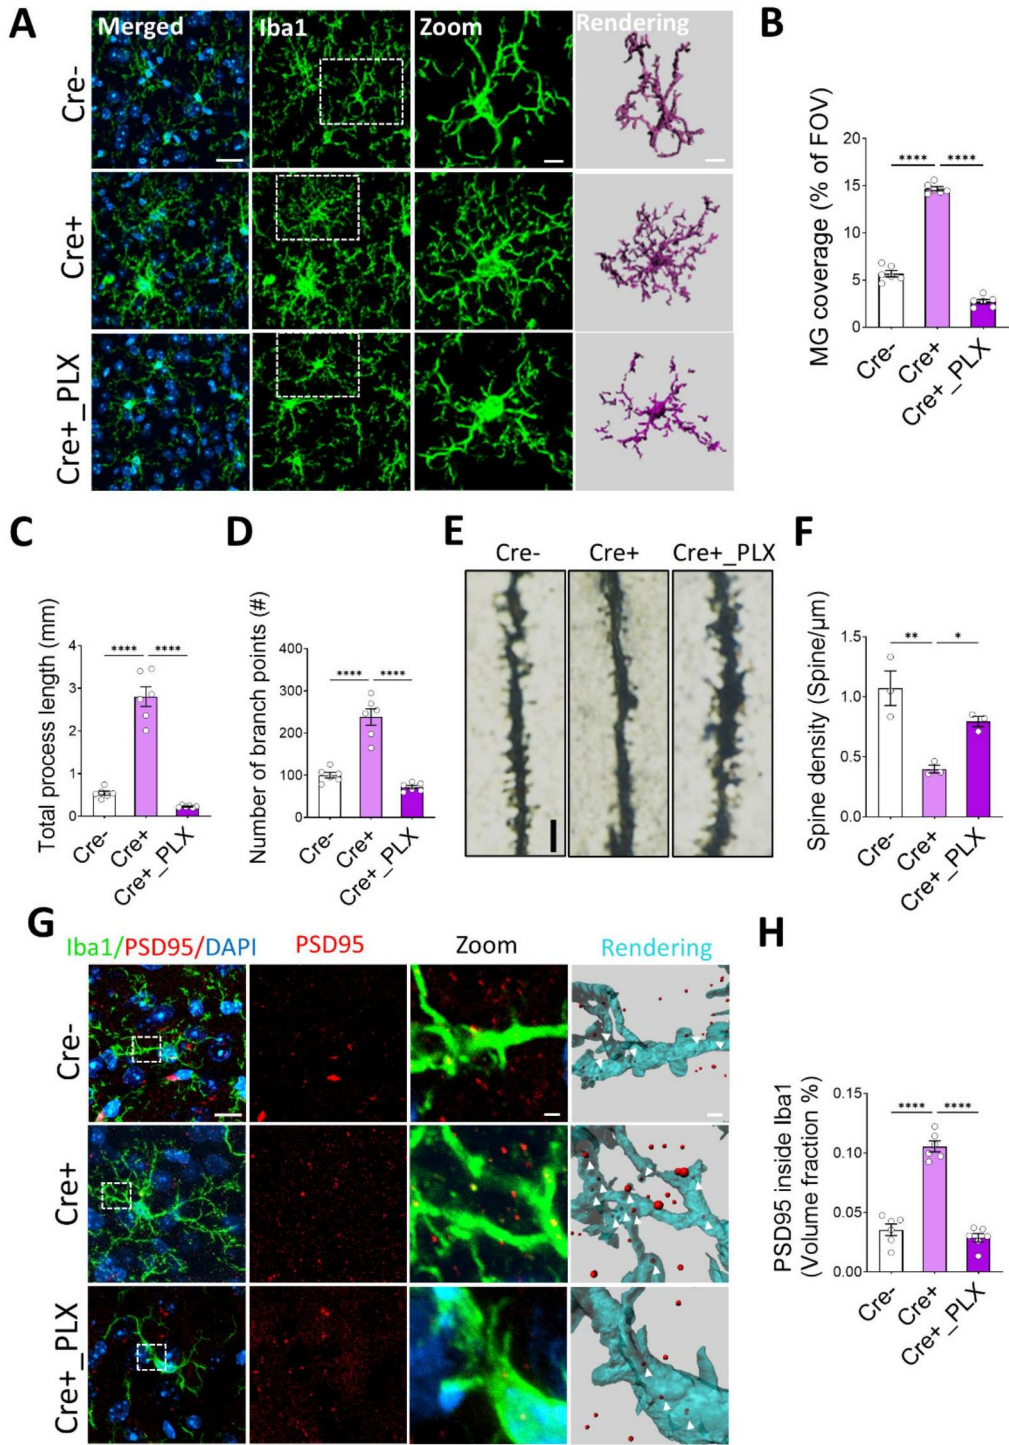 A
Merged
Iba1
Zoom
Rendering
Cre-
Cre+
Cre+_PLX
B
MG coverage (% of FOV)
20
15
10
5
0
**** ****
Cre-
Cre+
Cre+_PLX
C
Total process length (mm)
4
3
2
1
0
**** ****
Cre-
Cre+
Cre+_PLX
D
Number of branch points (#)
400
300
200
100
0
**** ****
Cre-
Cre+
Cre+_PLX
E
Cre- Cre+ Cre+_PLX
F
Spine density (Spine/µm)
1.5
1.0
0.5
0.0
** *
Cre-
Cre+
Cre+_PLX
G
Iba1/PSD95/DAPI
PSD95
Zoom
Rendering
Cre-
Cre+
Cre+_PLX
H
PSD95 inside Iba1
(Volume fraction %)
0.15
0.10
0.05
0.00
**** ****
Cre-
Cre+
Cre+_PLX